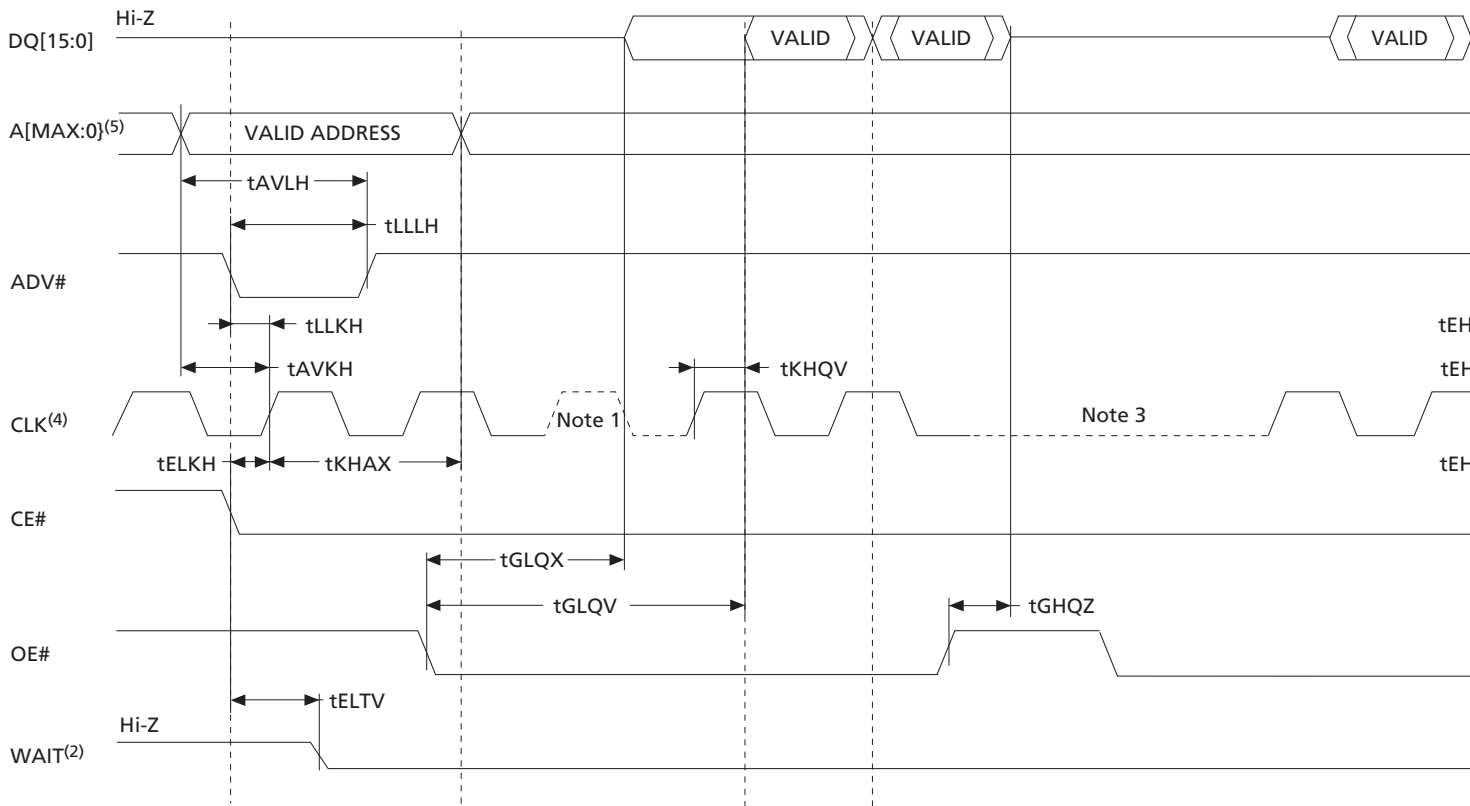 Hi-Z
DQ[15:0]
VALID
VALID
VALID
A[MAX:0}(5)
VALID ADDRESS
tAVLH
tLLLH
ADV#
tLLKH
tEH
tAVKH
tKHQV
tEH
CLK(4)
Note 1
Note 3
tELKH
tKHAX
tEH
CE#
tGLQX
tGLQV
tGHQZ
OE#
tELTV
Hi-Z
WAIT(2)